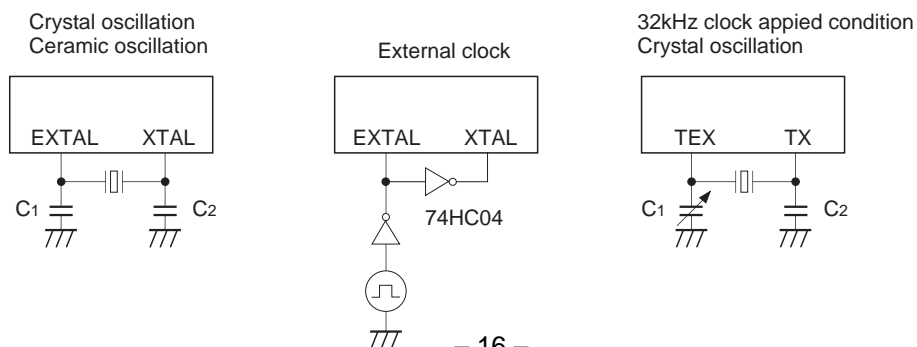 Crystal oscillation
Ceramic oscillation
EXTAL XTAL
C1 C2
External clock
EXTAL XTAL
74HC04
32kHz clock appied condition
Crystal oscillation
TEX TX
C1 C2
– 16 –